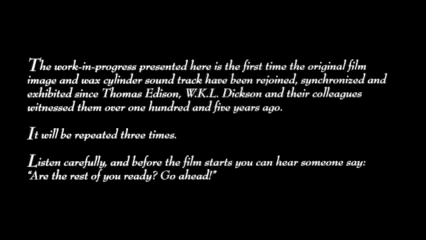 The work-in-progress presented here is the first time the original film
image and wax cylinder sound track have been rejoined, synchronized and
exhibited since Thomas Edison, W.K.L. Dickson and their colleagues
witnessed them over one hundred and five years ago.
It will be repeated three times.
Listen carefully, and before the film starts you can hear someone say:
"Are the rest of you ready? Go ahead!"